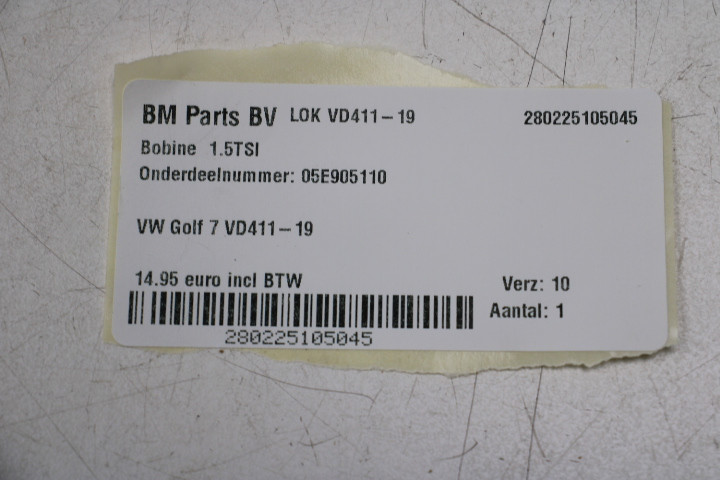 BM Parts BV LOK VD411-19 280225105045
Bobine 1.5TSI
Onderdeelnummer: 05E905110
VW Golf 7 VD411-19
14.95 euro incl BTW Verz: 10
Aantal: 1
280225105045